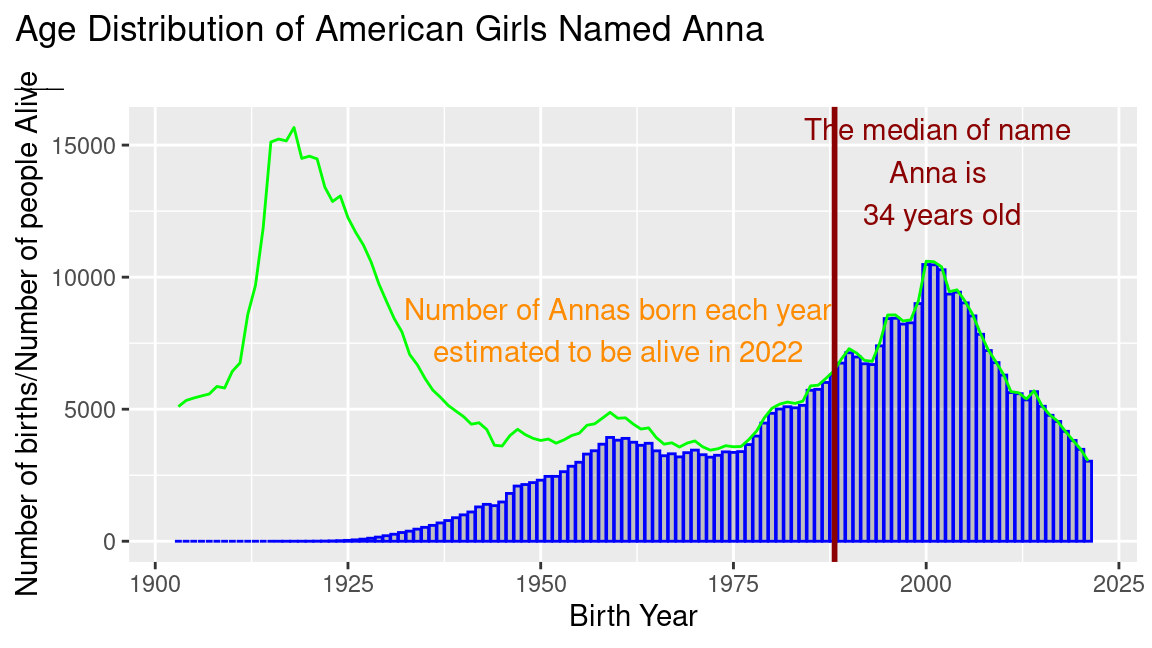 Age Distribution of American Girls Named Anna
Number of births/Number of people Alive
15000
10000
5000
0
The median of name
Anna is
34 years old
Number of Annas born each year
estimated to be alive in 2022
1900
1925
1950
1975
2000
2025
Birth Year